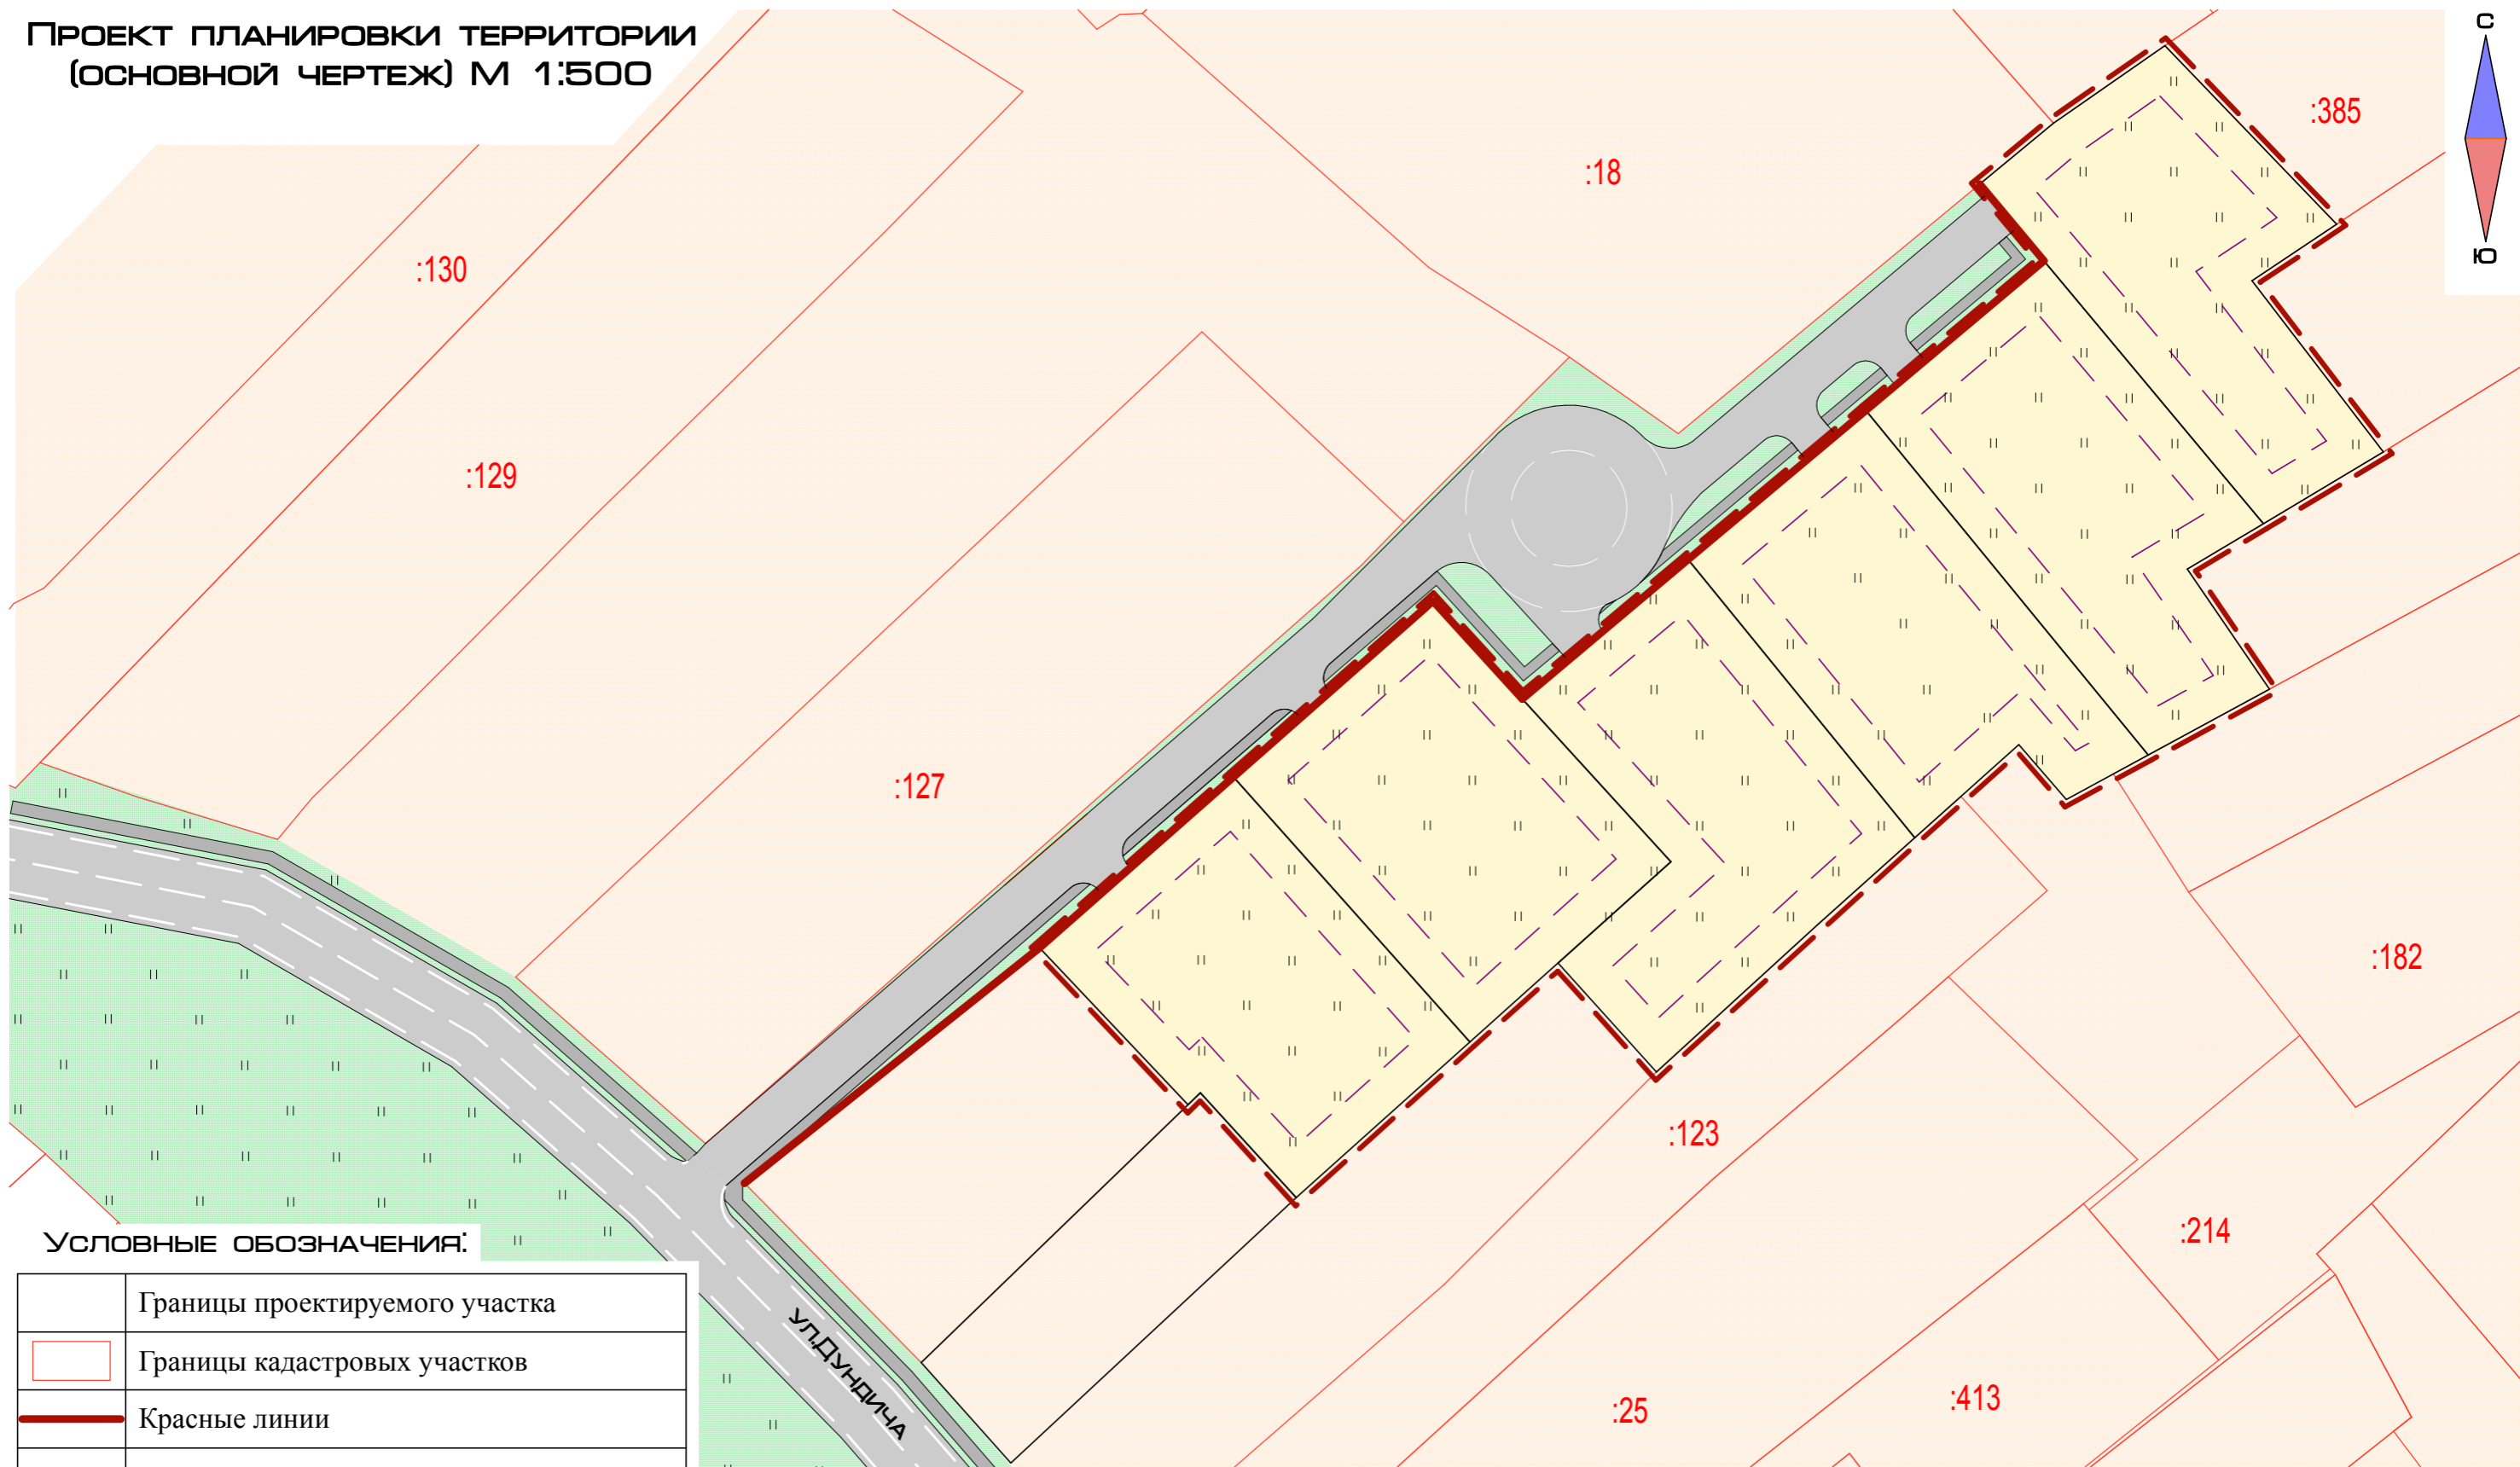 Проект планировки территории
(основной чертеж) М 1:500
С
Ю
:385
:18
:130
:129
:127
:182
:123
:214
:413
:25
ул.Дундича
Условные обозначения:
Границы проектируемого участка
Границы кадастровых участков
Красные линии